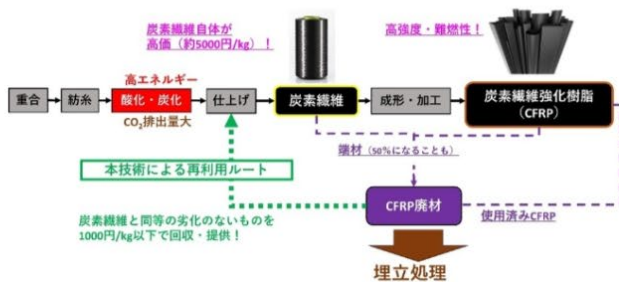 炭素繊維自体が
高価（約5000円/kg）！
高強度・難燃性！
高エネルギー
重合
紡糸
酸化・炭化
仕上げ
炭素繊維
成形・加工
炭素繊維強化樹脂
（CFRP）
CO₂排出量大
端材（50％になることも）
本技術による再利用ルート
CFRP廃材
使用済みCFRP
炭素繊維と同等の劣化のないものを
1000円/kg以下で回収・提供！
埋立処理